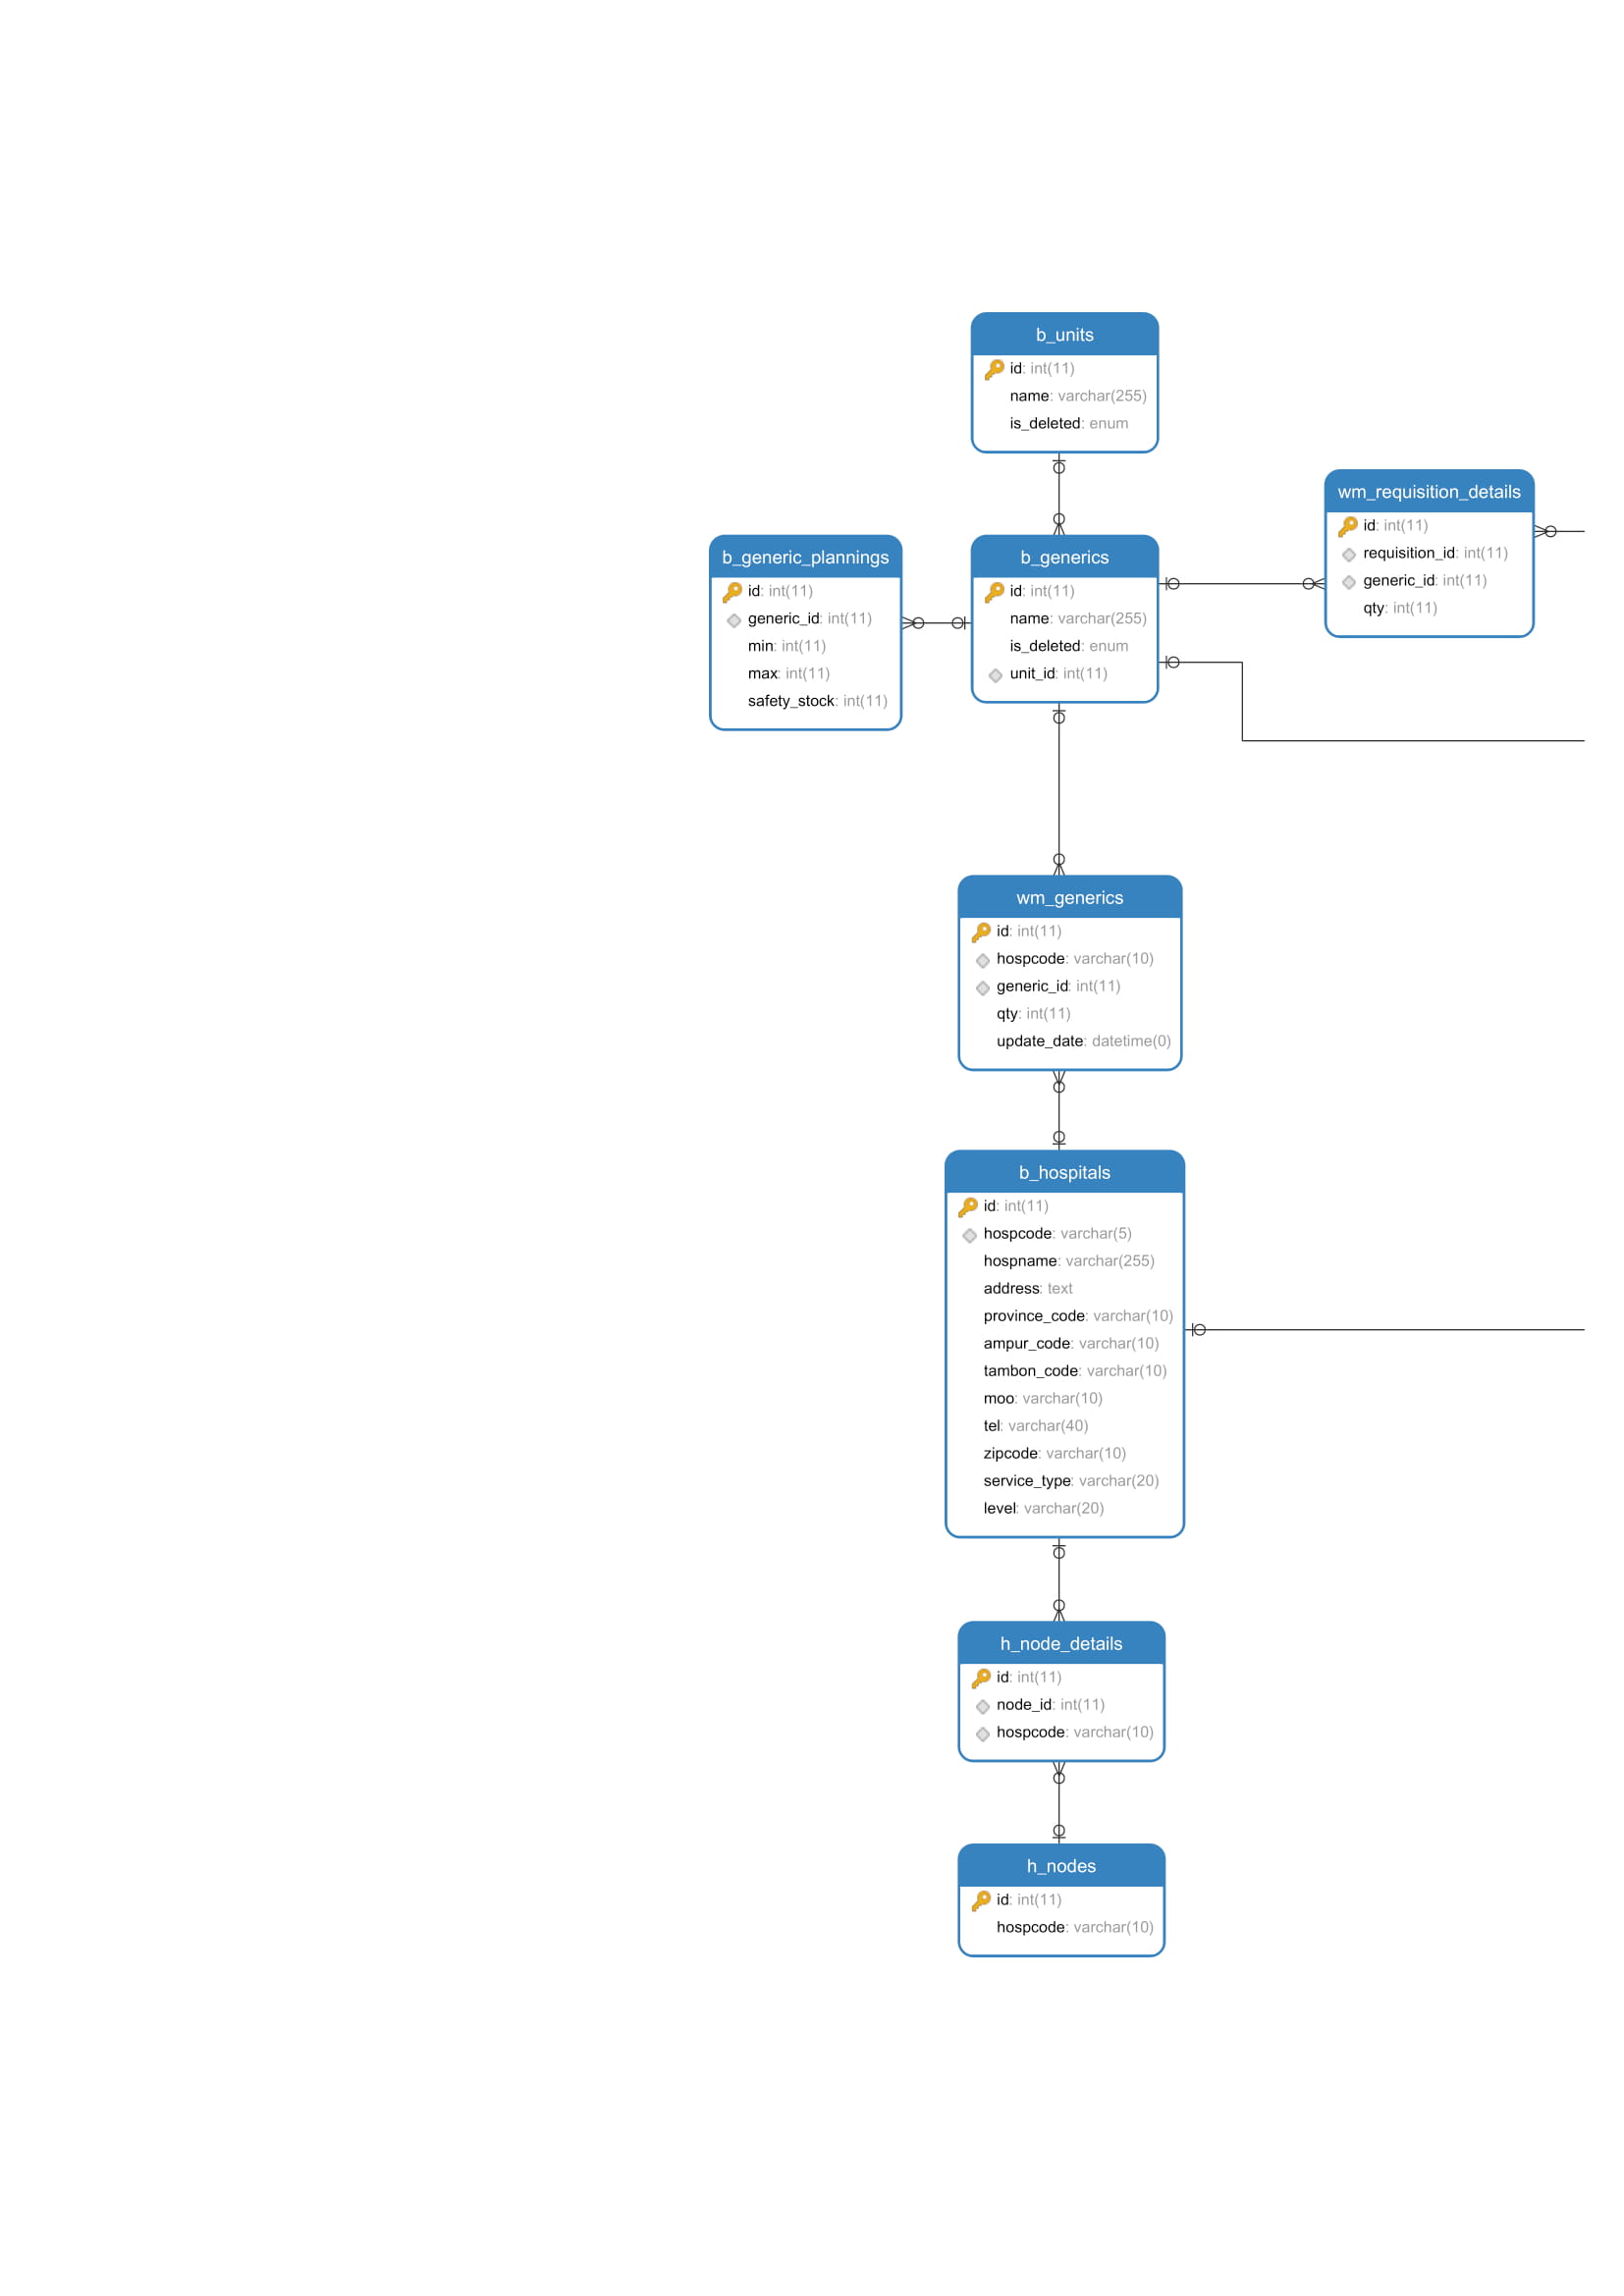 b_units
id: int(11)
name: varchar(255)
is_deleted: enum
wm_requisition_details
id: int(11)
requisition_id: int(11)
generic_id: int(11)
qty: int(11)
b_generic_plannings
id: int(11)
generic_id: int(11)
min: int(11)
max: int(11)
safety_stock: int(11)
b_generics
id: int(11)
name: varchar(255)
is_deleted: enum
unit_id: int(11)
wm_generics
id: int(11)
hospcode: varchar(10)
generic_id: int(11)
qty: int(11)
update_date: datetime(0)
b_hospitals
id: int(11)
hospcode: varchar(5)
hospname: varchar(255)
address: text
province_code: varchar(10)
ampur_code: varchar(10)
tambon_code: varchar(10)
moo: varchar(10)
tel: varchar(40)
zipcode: varchar(10)
service_type: varchar(20)
level: varchar(20)
h_node_details
id: int(11)
node_id: int(11)
hospcode: varchar(10)
h_nodes
id: int(11)
hospcode: varchar(10)